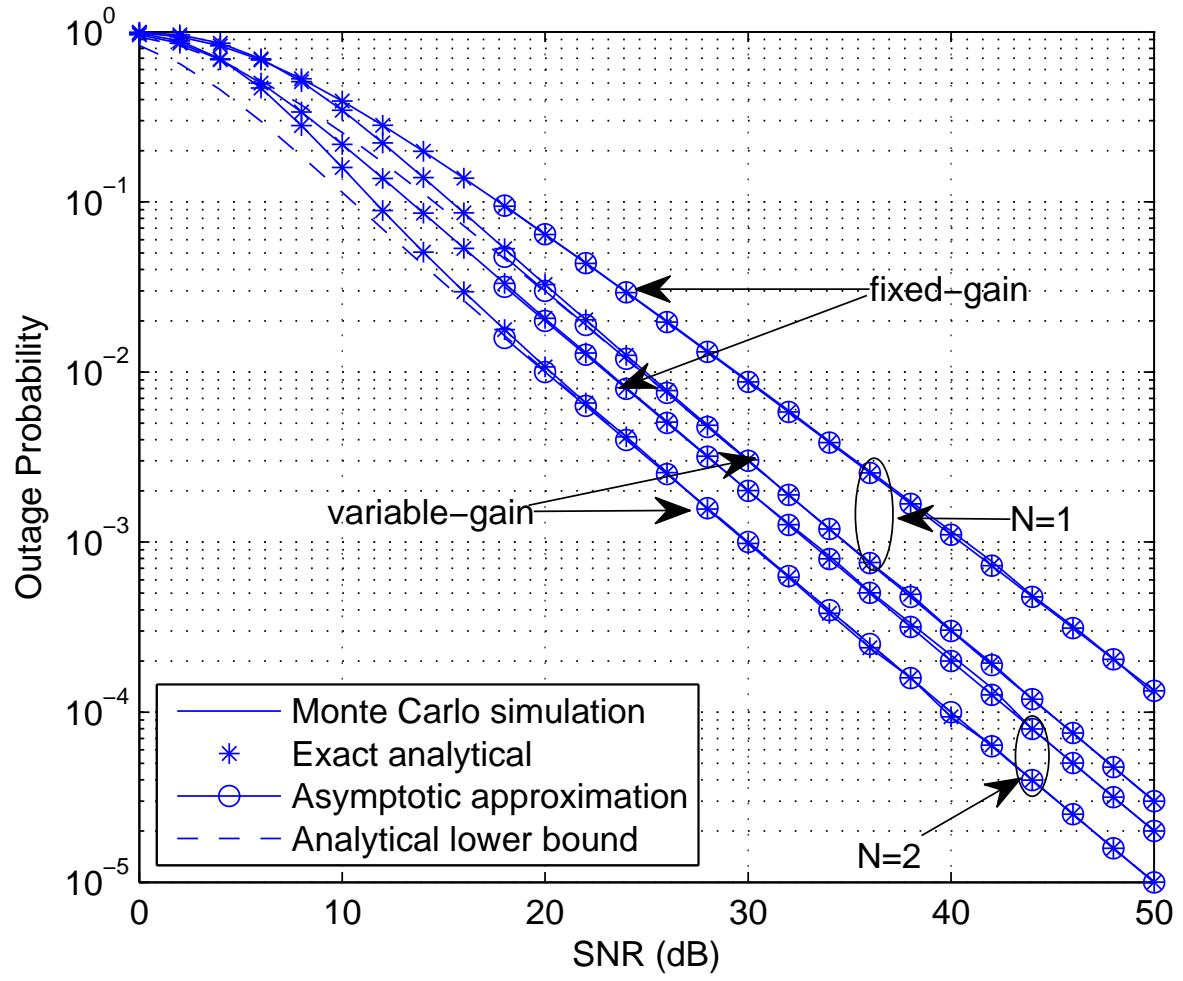 10^0
10^−1
10^−2
10^−3
10^−4
10^−5
Outage Probability
fixed−gain
variable−gain
N=1
N=2
Monte Carlo simulation
Exact analytical
Asymptotic approximation
Analytical lower bound
0 10 20 30 40 50
SNR (dB)